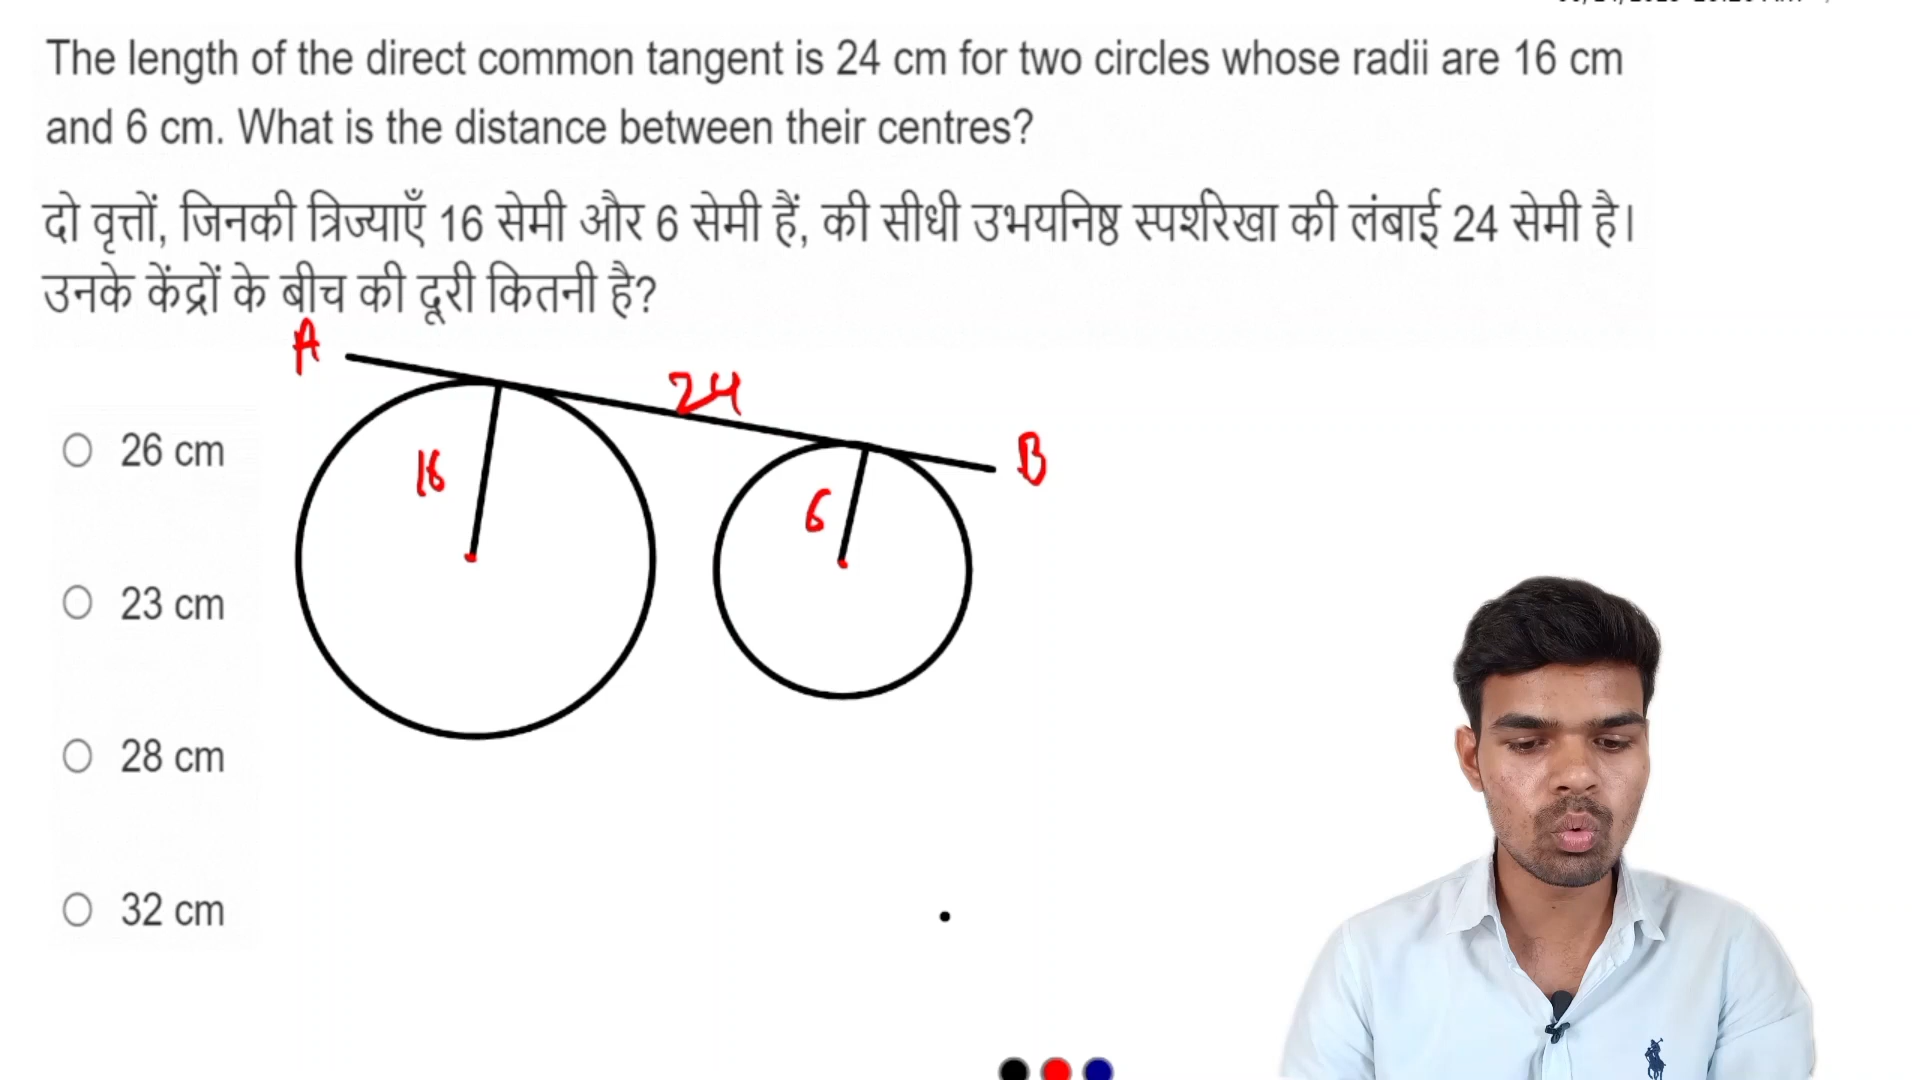 The length of the direct common tangent is 24 cm for two circles whose radii are 16 cm
and 6 cm. What is the distance between their centres?
दो वृत्तों, जिनकी त्रिज्याएँ 16 सेमी और 6 सेमी हैं, की सीधी उभयनिष्ठ स्पर्शरेखा की लंबाई 24 सेमी है।
उनके केंद्रों के बीच की दूरी कितनी है?
A
24
B
16
6
26 cm
23 cm
28 cm
32 cm